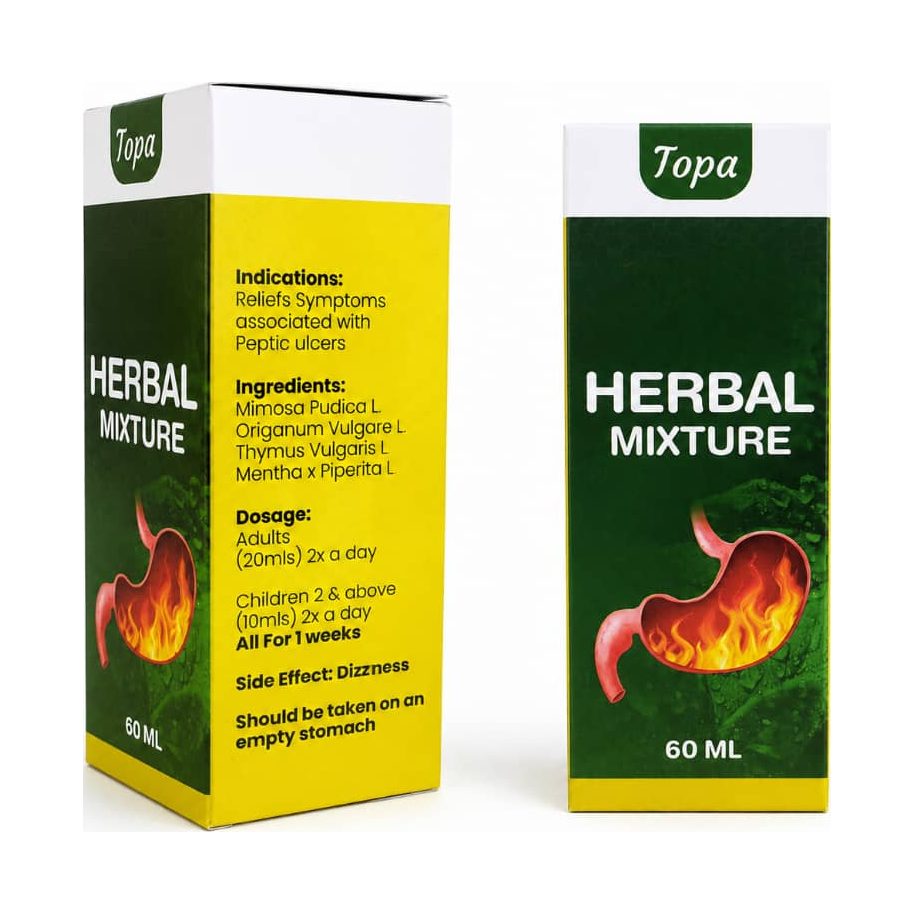 Topa
HERBAL
MIXTURE
60 ML
Indications:
Reliefs Symptoms
associated with
Peptic ulcers
Ingredients:
Mimosa Pudica L.
Origanum Vulgare L.
Thymus Vulgaris L
Mentha x Piperita L
Dosage:
Adults
(20mls) 2x a day
Children 2 & above
(10mls) 2x a day
All For 1 weeks
Side Effect: Dizzness
Should be taken on an
empty stomach
Topa
HERBAL
MIXTURE
60 ML